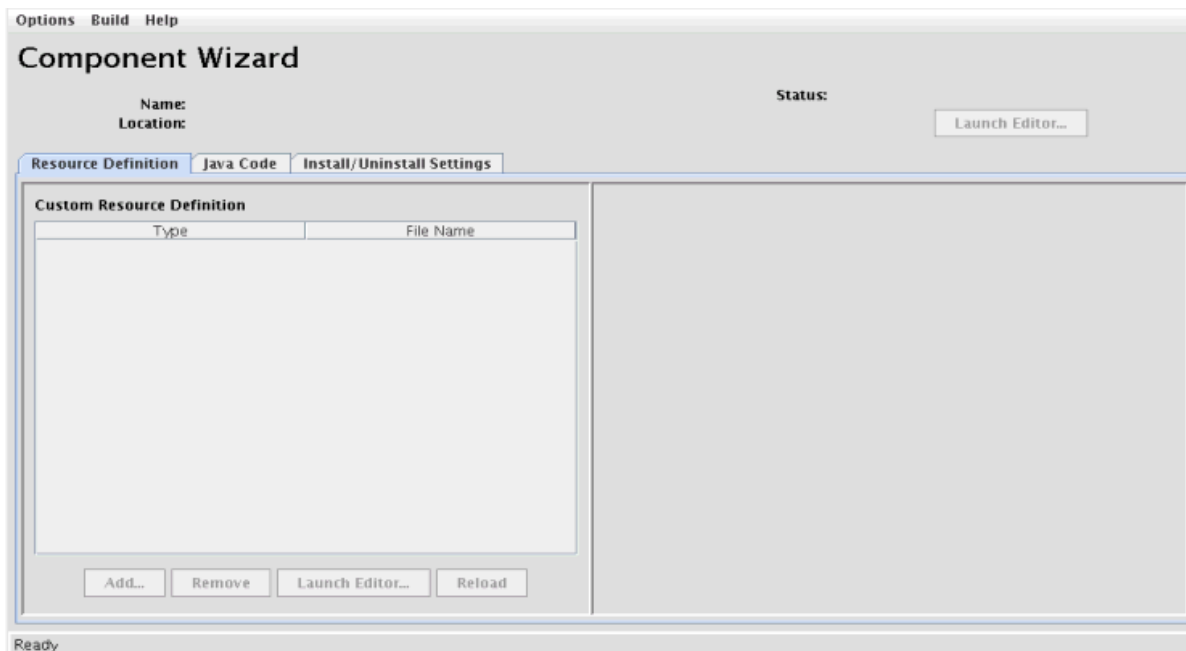 Options Build Help
Component Wizard
Name:
Status:
Location:
Launch Editor...
Resource Definition Java Code Install/Uninstall Settings
Custom Resource Definition
Type File Name
Add... Remove Launch Editor... Reload
Ready